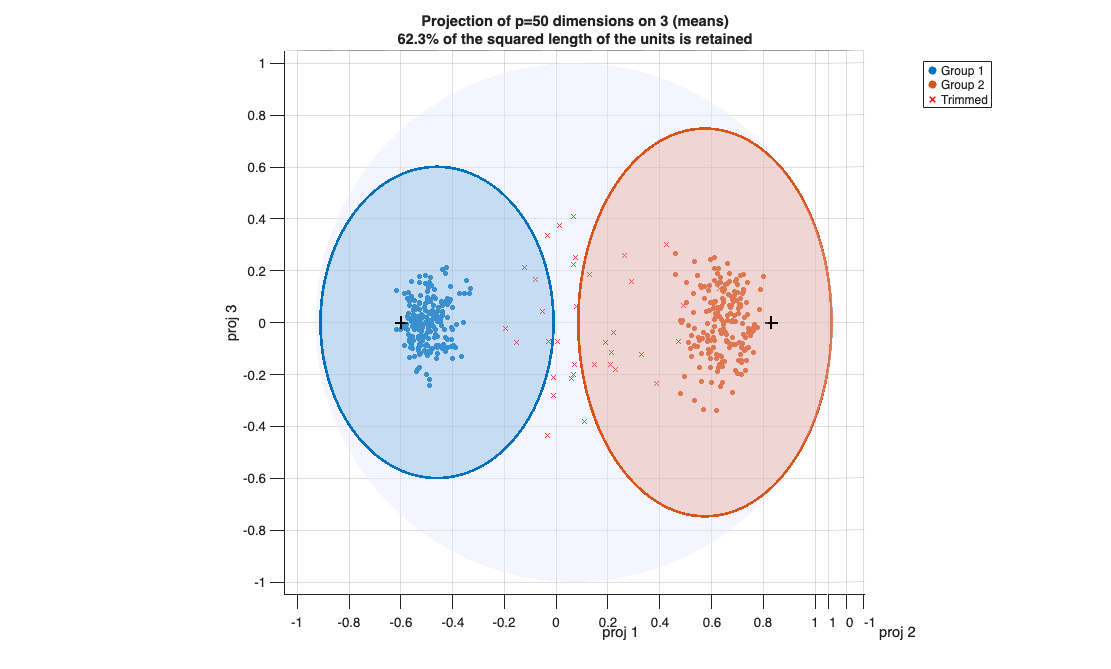 Projection of p=50 dimensions on 3 (means)
62.3% of the squared length of the units is retained
Group 1
Group 2
Trimmed
1
0.8
0.6
0.4
0.2
0
-0.2
-0.4
-0.6
-0.8
-1
proj 3
-1 -0.8 -0.6 -0.4 -0.2 0 0.2 0.4 0.6 0.8 1 1 0 -1
proj 1
proj 2